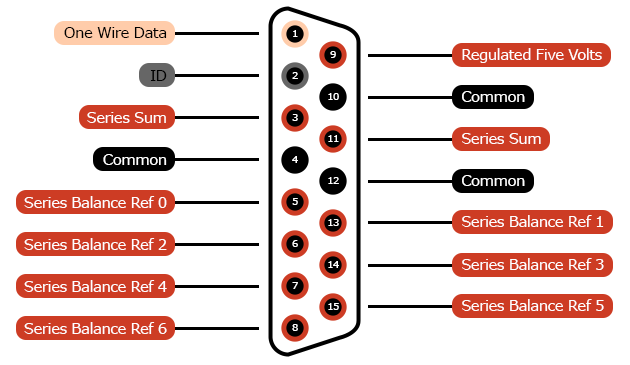 One Wire Data
1
9
Regulated Five Volts
ID
2
10
Common
Series Sum
3
11
Series Sum
Common
4
12
Common
Series Balance Ref 0
5
13
Series Balance Ref 1
Series Balance Ref 2
6
14
Series Balance Ref 3
Series Balance Ref 4
7
15
Series Balance Ref 5
Series Balance Ref 6
8